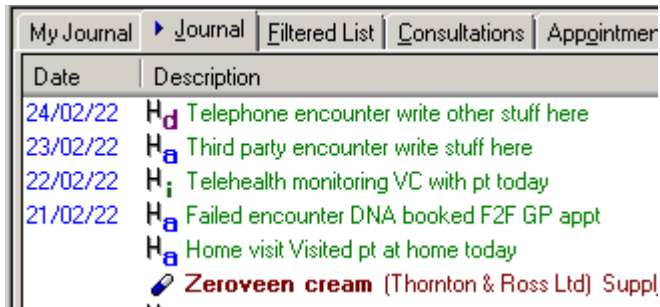 My Journal Journal Filtered List Consultations
Date Description
24/02/22 Hd Telephone encounter write other stuff here
23/02/22 Ha Third party encounter write stuff here
22/02/22 Hi Telehealth monitoring VC with pt today
21/02/22 Ha Failed encounter DNA booked F2F GP appt
Ha Home visit Visited pt at home today
Zeroveen cream (Thornton & Ross Ltd)